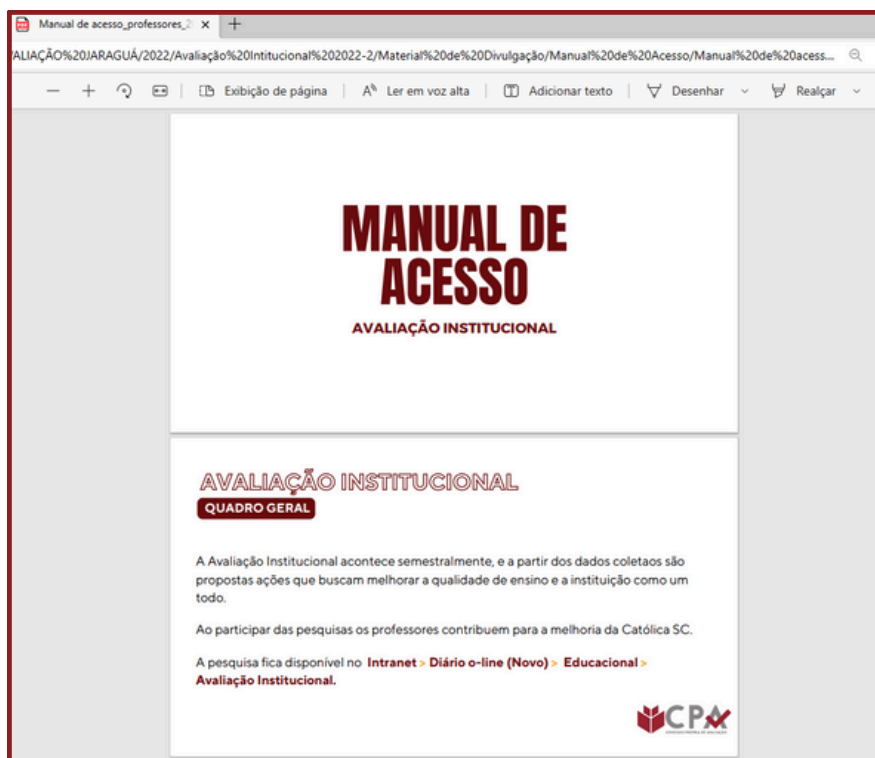 Manual de acesso_professores_2
ALIAÇÃO%20JARAGUÁ/2022/Avaliação%20Intitucional%202022-2/Material%20de%20Divulgação/Manual%20de%20Acesso/Manual%20de%20acess...
Exibição de página | Ler em voz alta | Adicionar texto | Desenhar Realçar
MANUAL DE
ACESSO
AVALIAÇÃO INSTITUCIONAL
AVALIAÇÃO INSTITUCIONAL
QUADRO GERAL
A Avaliação Institucional acontece semestralmente, e a partir dos dados coletaos são
propostas ações que buscam melhorar a qualidade de ensino e a instituição como um
todo.
Ao participar das pesquisas os professores contribuem para a melhoria da Católica SC.
A pesquisa fica disponível no Intranet > Diário o-line (Novo) > Educacional >
Avaliação Institucional.
CPA